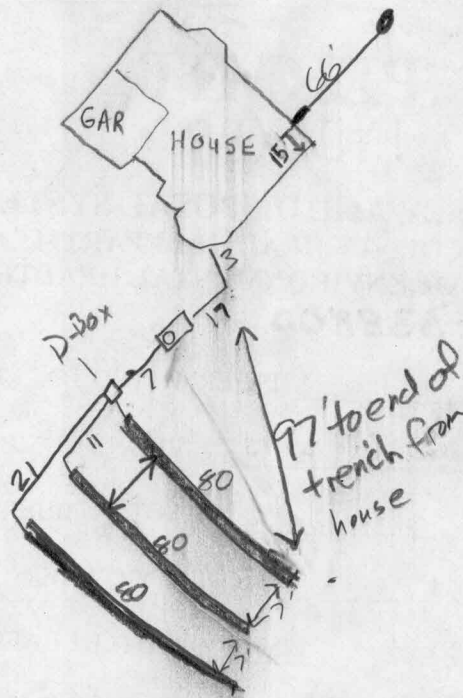 66'
GAR
HOUSE
15'
3
17
D-Box
7
11
21
97' to end of
trench from
house
80
80
80
7'
7'